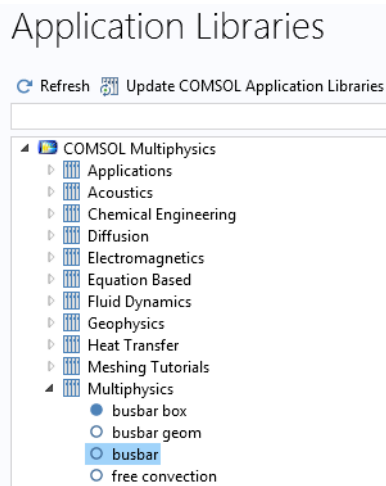 Application Libraries
Refresh Update COMSOL Application Libraries
COMSOL Multiphysics
Applications
Acoustics
Chemical Engineering
Diffusion
Electromagnetics
Equation Based
Fluid Dynamics
Geophysics
Heat Transfer
Meshing Tutorials
Multiphysics
busbar box
busbar geom
busbar
free convection